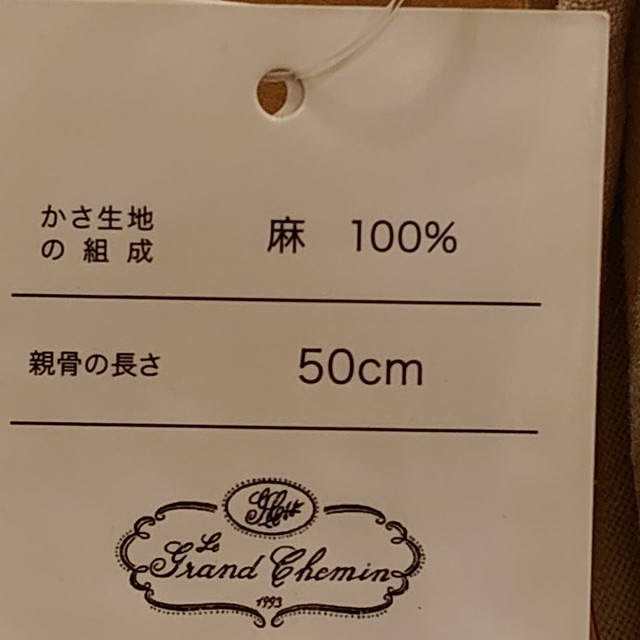 かさ生地
の組成
麻 100%
親骨の長さ
50cm
Le
Grand Chemin
1993